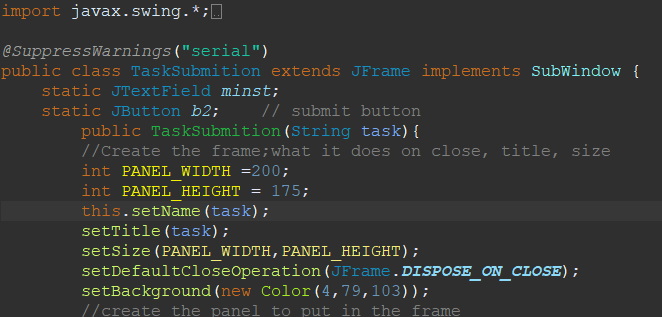 import javax.swing.*;

@SuppressWarnings("serial")
public class TaskSubmition extends JFrame implements SubWindow {
    static JTextField minst;
    static JButton b2;    // submit button
        public TaskSubmition(String task){
        //Create the frame;what it does on close, title, size
        int PANEL_WIDTH =200;
        int PANEL_HEIGHT = 175;
        this.setName(task);
        setTitle(task);
        setSize(PANEL_WIDTH,PANEL_HEIGHT);
        setDefaultCloseOperation(JFrame.DISPOSE_ON_CLOSE);
        setBackground(new Color(4,79,103));
        //create the panel to put in the frame